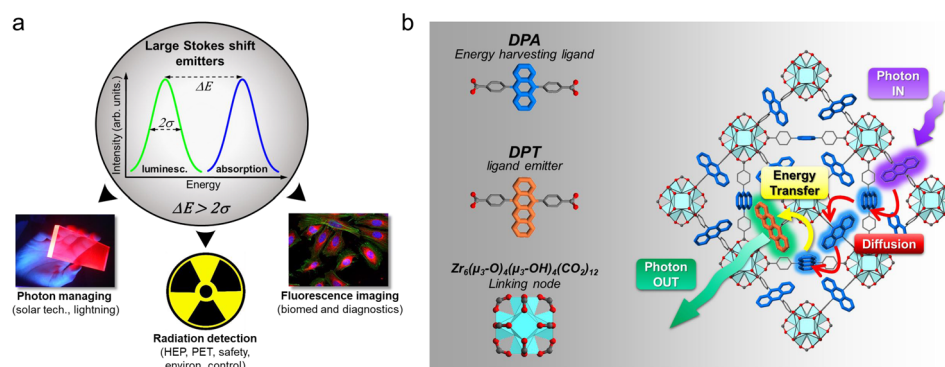 a
Large Stokes shift
emitters
ΔE
2σ
Intensity (arb. units.)
luminesc.
absorption
Energy
ΔE > 2σ
Photon managing
(solar tech., lightning)
Radiation detection
(HEP, PET, safety,
environ. control)
Fluorescence imaging
(biomed and diagnostics)
b
DPA
Energy harvesting ligand
DPT
ligand emitter
Zr₆(μ₃-O)₄(μ₃-OH)₄(CO₂)₁₂
Linking node
Photon
IN
Energy
Transfer
Diffusion
Photon
OUT